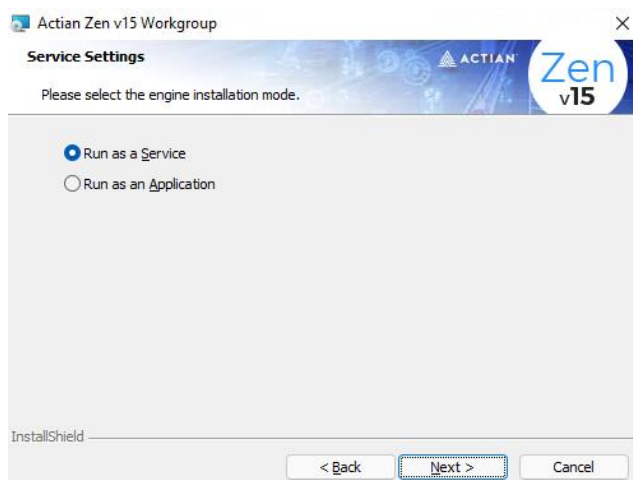 Actian Zen v15 Workgroup
Service Settings
ACTIAN
Please select the engine installation mode.
Zen
v15
Run as a Service
Run as an Application
InstallShield
< Back
Next >
Cancel